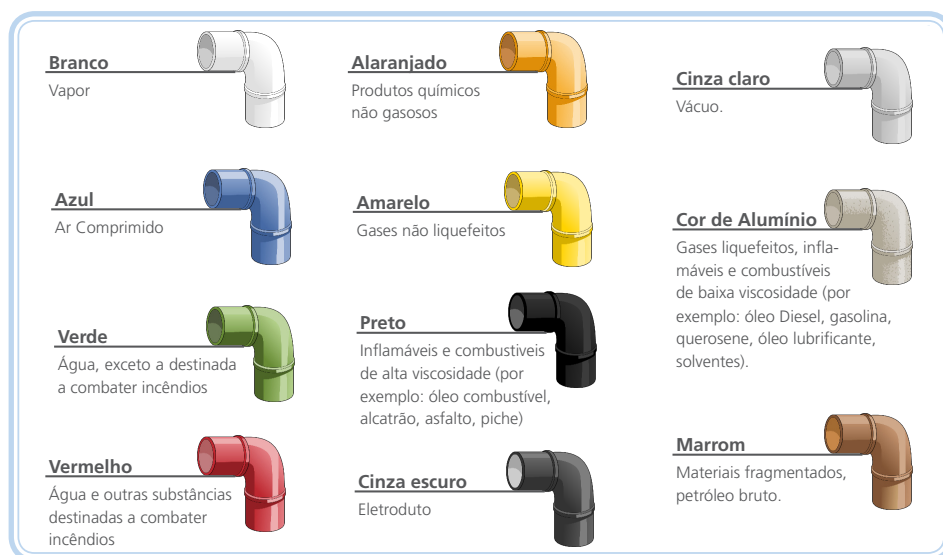 Branco
Vapor
Azul
Ar Comprimido
Verde
Água, exceto a destinada
a combater incêndios
Vermelho
Água e outras substâncias
destinadas a combater
incêndios
Alaranjado
Produtos químicos
não gasosos
Amarelo
Gases não liquefeitos
Preto
Inflamáveis e combustiveis
de alta viscosidade (por
exemplo: óleo combustível,
alcatrão, asfalto, piche)
Cinza escuro
Eletroduto
Cinza claro
Vácuo.
Cor de Alumínio
Gases liquefeitos, infla-
máveis e combustíveis
de baixa viscosidade (por
exemplo: óleo Diesel, gasolina,
querosene, óleo lubrificante,
solventes).
Marrom
Materiais fragmentados,
petróleo bruto.